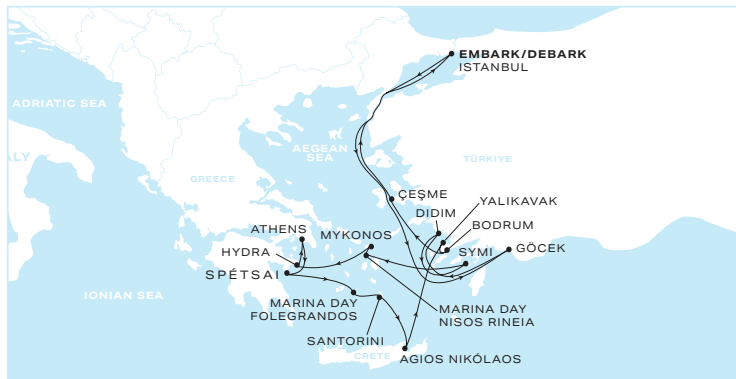 EMBARK/DEBARK
ISTANBUL
ADRIATIC SEA
ALY
AEGEAN
SEA
TÜRKIYE
GREECE
ÇEŞME
YALIKAVAK
DIDIM
BODRUM
ATHENS
MYKONOS
HYDRA
SYMI
GÖCEK
SPÉTSAI
IONIAN SEA
MARINA DAY
FOLEGRANDOS
MARINA DAY
NISOS RINEIA
SANTORINI
CRETE
AGIOS NIKÓLAOS